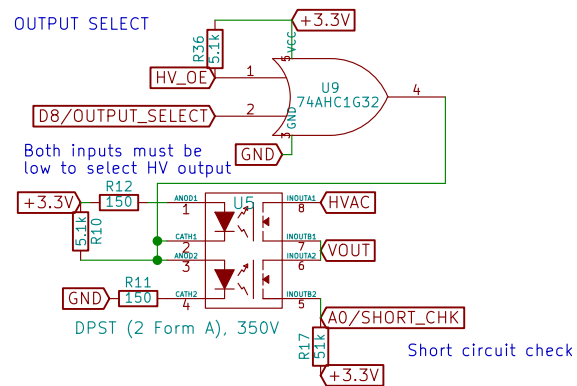 OUTPUT SELECT
+3.3V
R36
5.1k
5
VCC
HV_OE
1
U9
74AHC1G32
4
D8/OUTPUT_SELECT
2
3
GND
GND
Both inputs must be
low to select HV output
R12
+3.3V
150
ANOD1
1
U5
INOUTA1
8
HVAC
5.1k
R10
CATH1
2
INOUTB1
7
VOUT
ANOD2
3
INOUTA2
6
R11
GND
150
CATH2
4
INOUTB2
5
DPST (2 Form A), 350V
A0/SHORT_CHK
R17
51k
Short circuit check
+3.3V